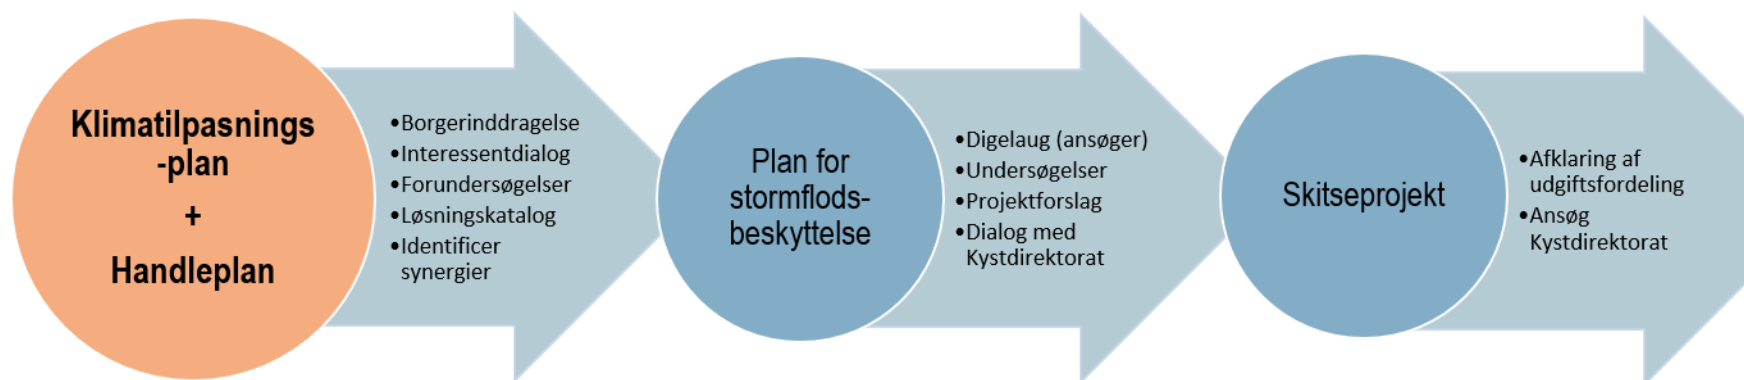 Klimatilpasnings
-plan
+
Handleplan
•Borgerinddragelse
•Interessentdialog
•Forundersøgelser
•Løsningskatalog
•Identificer
synergier
Plan for
stormflods-
beskyttelse
•Digelaug (ansøger)
•Undersøgelser
•Projektforslag
•Dialog med
Kystdirektorat
Skitseprojekt
•Afklaring af
udgiftsfordeling
•Ansøg
Kystdirektorat